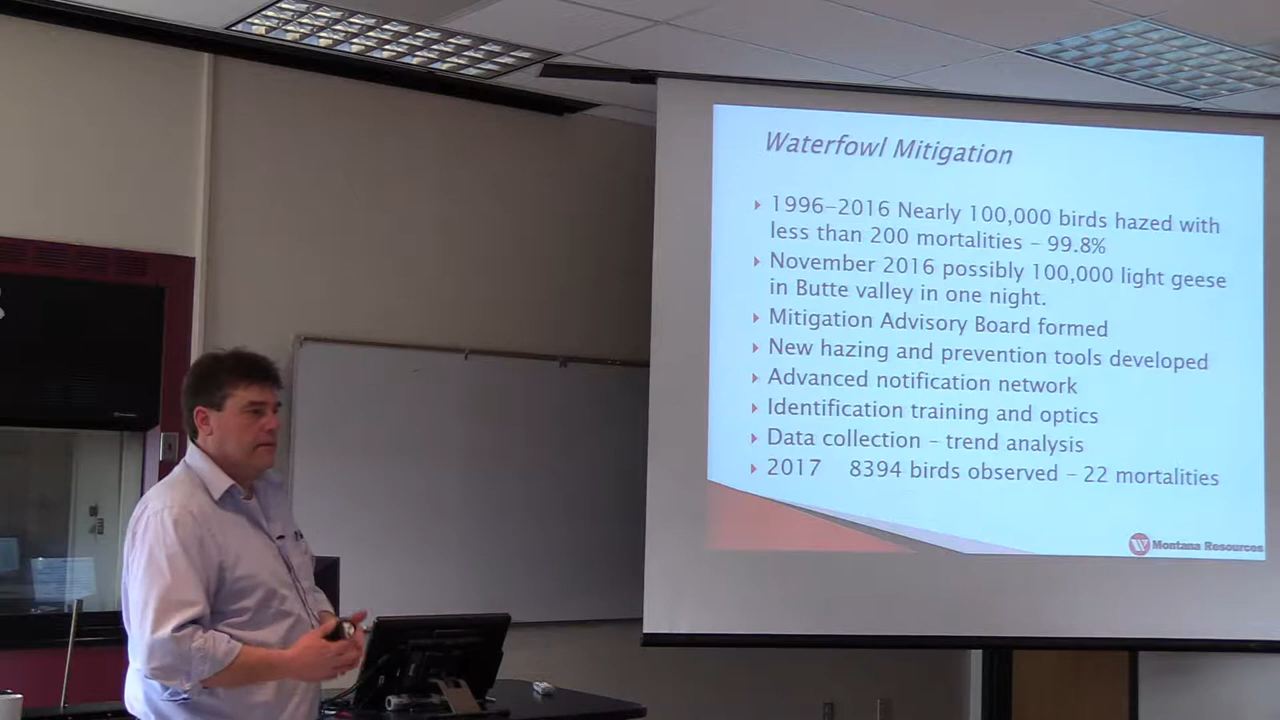 Waterfowl Mitigation
1996-2016 Nearly 100,000 birds hazed with
less than 200 mortalities - 99.8%
November 2016 possibly 100,000 light geese
in Butte valley in one night.
Mitigation Advisory Board formed
New hazing and prevention tools developed
Advanced notification network
Identification training and optics
Data collection - trend analysis
2017 8394 birds observed - 22 mortalities
Montana Resources